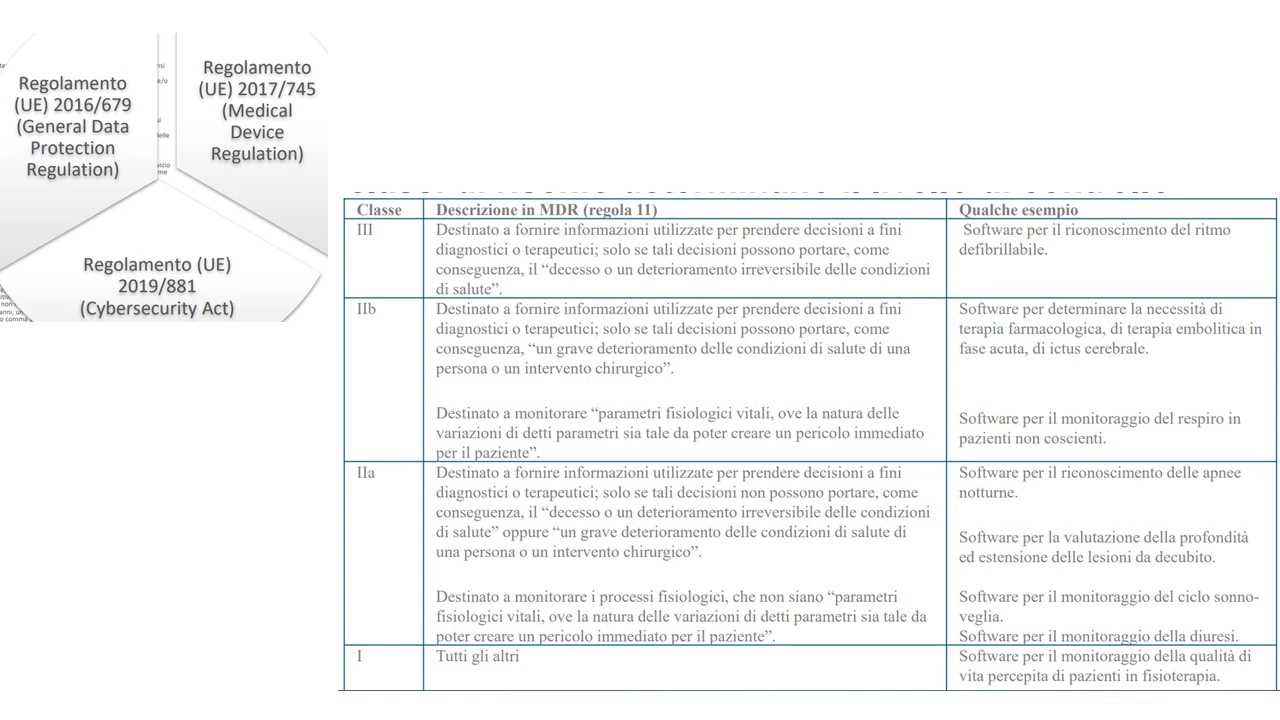 Regolamento
(UE) 2016/679
(General Data
Protection
Regulation)
Regolamento
(UE) 2017/745
(Medical
Device
Regulation)
Regolamento (UE)
2019/881
(Cybersecurity Act)
Classe Descrizione in MDR (regola 11) Qualche esempio
III
Destinato a fornire informazioni utilizzate per prendere decisioni a fini
diagnostici o terapeutici; solo se tali decisioni possono portare, come
conseguenza, il “decesso o un deterioramento irreversibile delle condizioni
di salute”.
Software per il riconoscimento del ritmo
defibrillabile.
IIb
Destinato a fornire informazioni utilizzate per prendere decisioni a fini
diagnostici o terapeutici; solo se tali decisioni possono portare, come
conseguenza, “un grave deterioramento delle condizioni di salute di una
persona o un intervento chirurgico”.
Destinato a monitorare “parametri fisiologici vitali, ove la natura delle
variazioni di detti parametri sia tale da poter creare un pericolo immediato
per il paziente”.
Software per determinare la necessità di
terapia farmacologica, di terapia embolitica in
fase acuta, di ictus cerebrale.
Software per il monitoraggio del respiro in
pazienti non coscienti.
IIa
Destinato a fornire informazioni utilizzate per prendere decisioni a fini
diagnostici o terapeutici; solo se tali decisioni non possono portare, come
conseguenza, il “decesso o un deterioramento irreversibile delle condizioni
di salute” oppure “un grave deterioramento delle condizioni di salute di
una persona o un intervento chirurgico”.
Destinato a monitorare i processi fisiologici, che non siano “parametri
fisiologici vitali, ove la natura delle variazioni di detti parametri sia tale da
poter creare un pericolo immediato per il paziente”.
Software per il riconoscimento delle apnee
notturne.
Software per la valutazione della profondità
ed estensione delle lesioni da decubito.
Software per il monitoraggio del ciclo sonno-
veglia.
Software per il monitoraggio della diuresi.
I
Tutti gli altri
Software per il monitoraggio della qualità di
vita percepita di pazienti in fisioterapia.